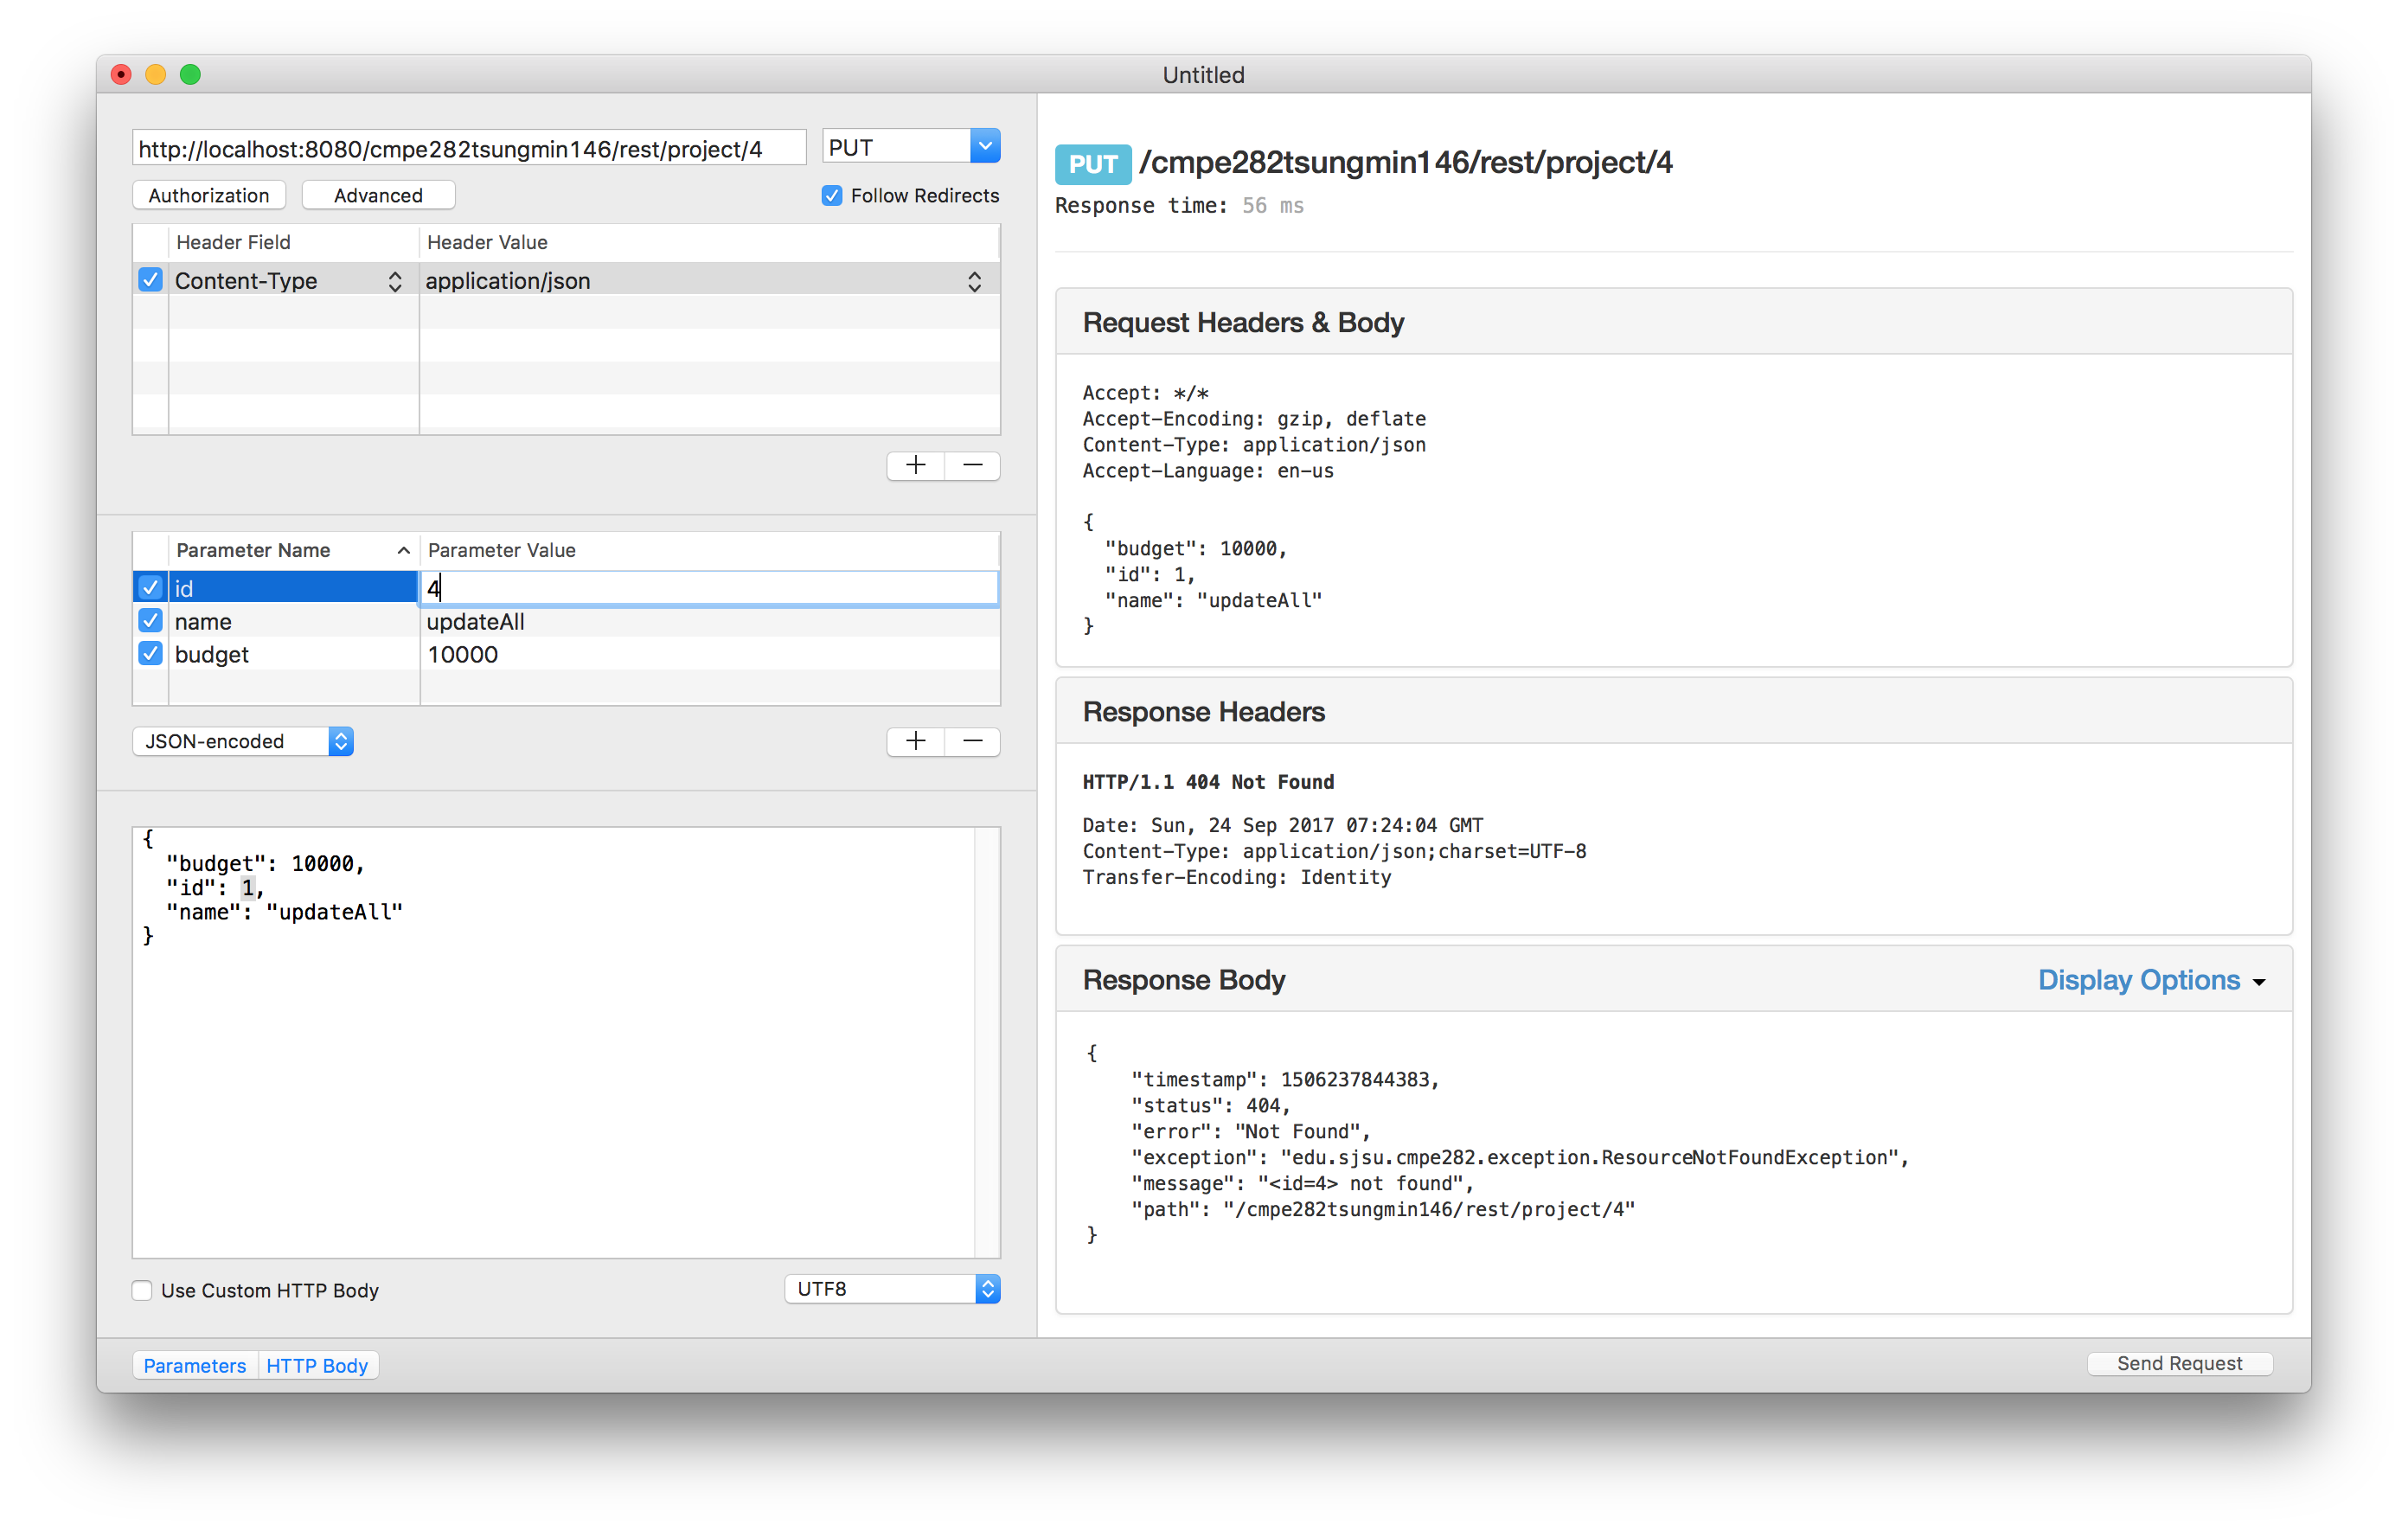 Untitled
http://localhost:8080/cmpe282tsungmin146/rest/project/4
PUT
Authorization
Advanced
Follow Redirects
Header Field
Header Value
Content-Type
application/json
Parameter Name
Parameter Value
id
4
name
updateAll
budget
10000
JSON-encoded
{
"budget": 10000,
"id": 1,
"name": "updateAll"
}
Use Custom HTTP Body
UTF8
Parameters
HTTP Body
PUT /cmpe282tsungmin146/rest/project/4
Response time: 56 ms
Request Headers & Body
Accept: */*
Accept-Encoding: gzip, deflate
Content-Type: application/json
Accept-Language: en-us
{
"budget": 10000,
"id": 1,
"name": "updateAll"
}
Response Headers
HTTP/1.1 404 Not Found
Date: Sun, 24 Sep 2017 07:24:04 GMT
Content-Type: application/json;charset=UTF-8
Transfer-Encoding: Identity
Response Body
Display Options
{
"timestamp": 1506237844383,
"status": 404,
"error": "Not Found",
"exception": "edu.sjsu.cmpe282.exception.ResourceNotFoundException",
"message": "<id=4> not found",
"path": "/cmpe282tsungmin146/rest/project/4"
}
Send Request